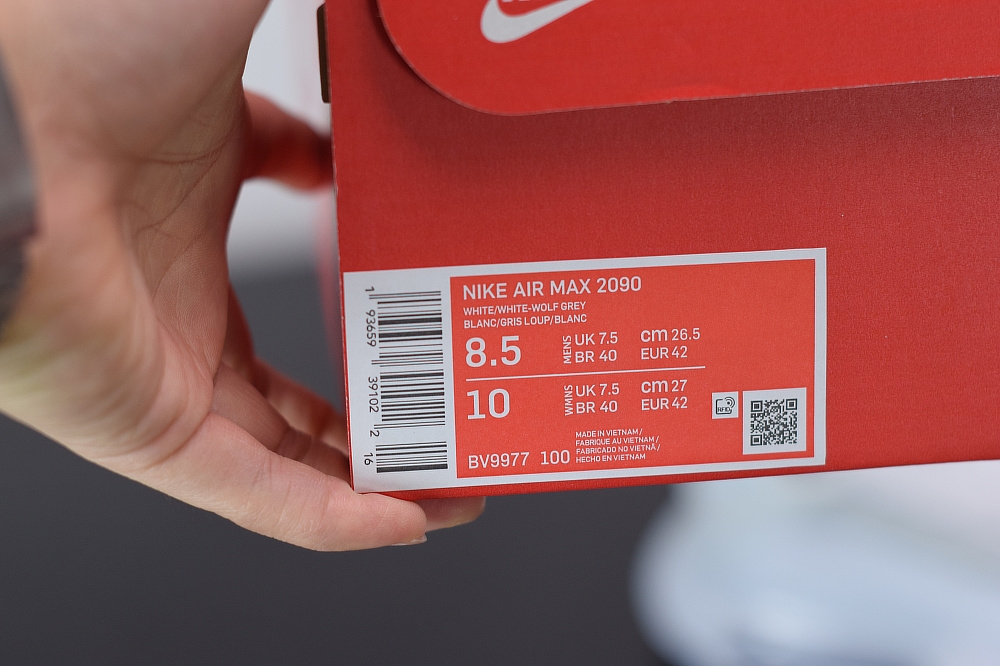 NIKE AIR MAX 2090
WHITE/WHITE-WOLF GREY
BLANC/GRIS LOUP/BLANC
8.5
MENS
UK 7.5
cm 26.5
BR 40
EUR 42
10
WMNS
UK 7.5
cm 27
BR 40
EUR 42
RFID
MADE IN VIETNAM /
FABRIQUE AU VIETNAM /
FABRICADO NO VIETNÃ /
HECHO EN VIETNAM
BV9977 100
1 93659 39102 2 16